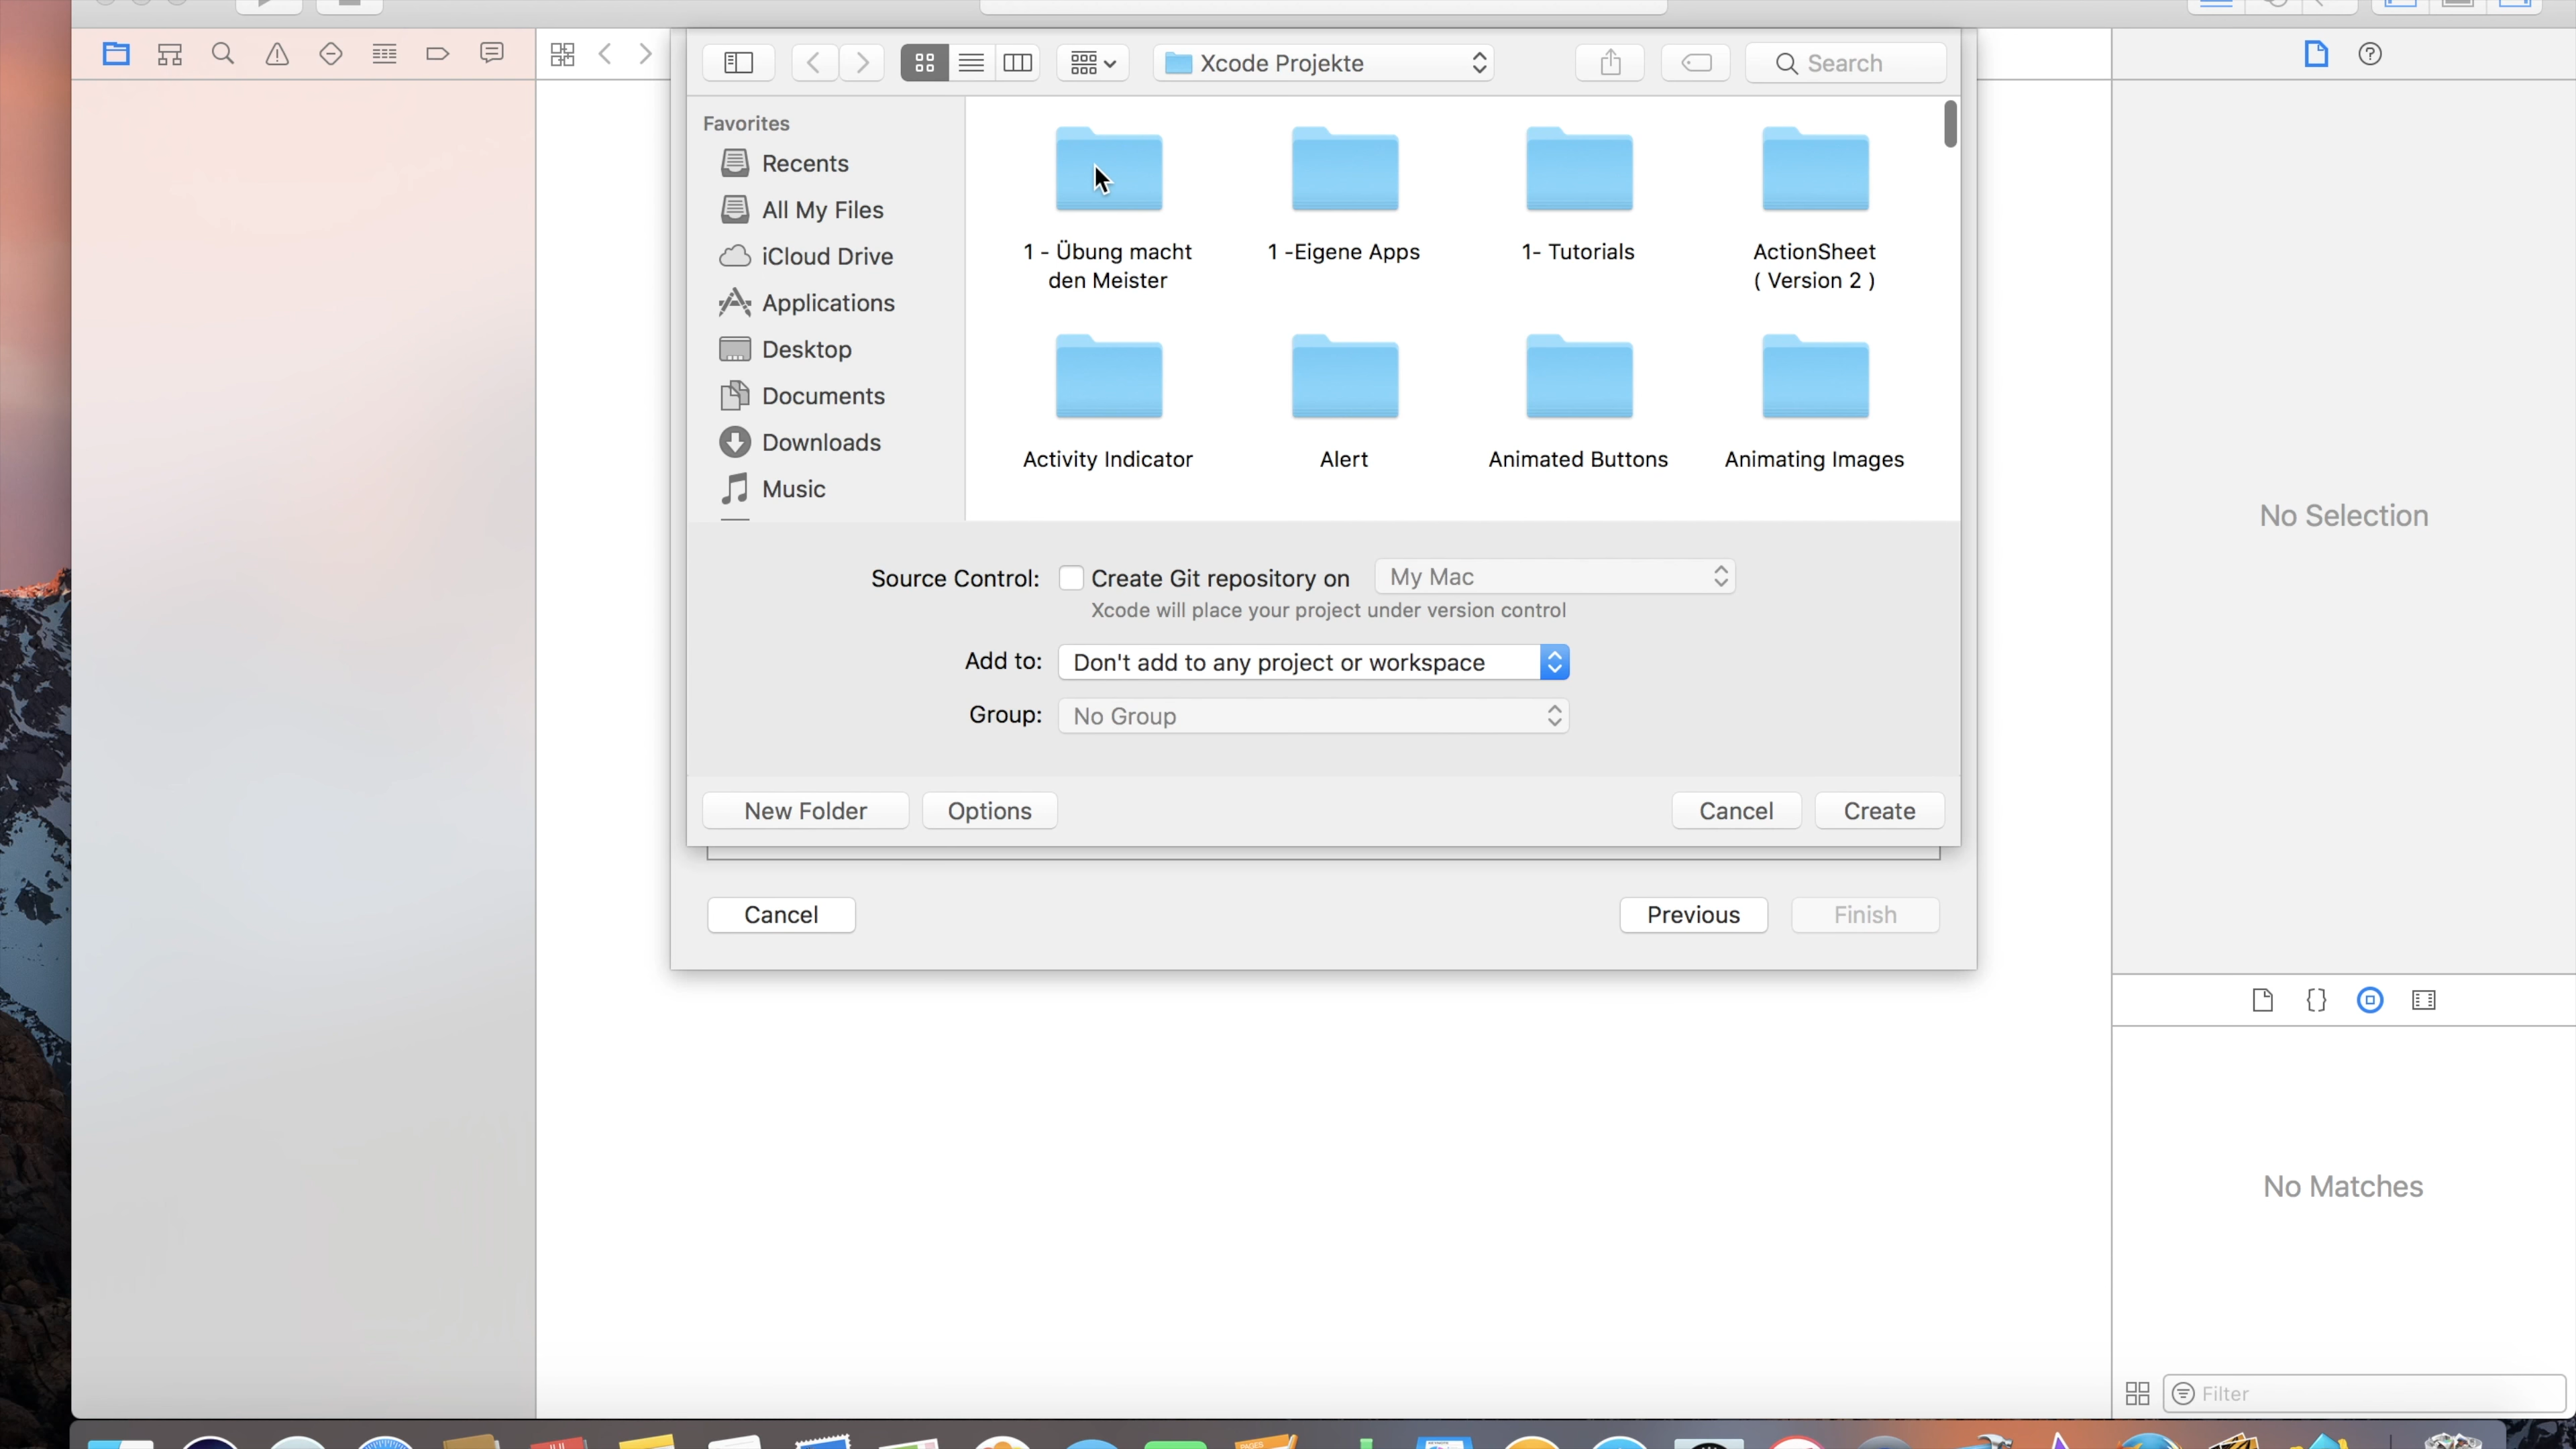 Xcode Projekte
Search
Favorites
Recents
All My Files
iCloud Drive
Applications
Desktop
Documents
Downloads
Music
1 - Übung macht
den Meister
1 -Eigene Apps
1- Tutorials
ActionSheet
( Version 2 )
Activity Indicator
Alert
Animated Buttons
Animating Images
No Selection
Source Control:
Create Git repository on
My Mac
Xcode will place your project under version control
Add to:
Don't add to any project or workspace
Group:
No Group
New Folder
Options
Cancel
Create
Cancel
Previous
Finish
No Matches
Filter
PAGES